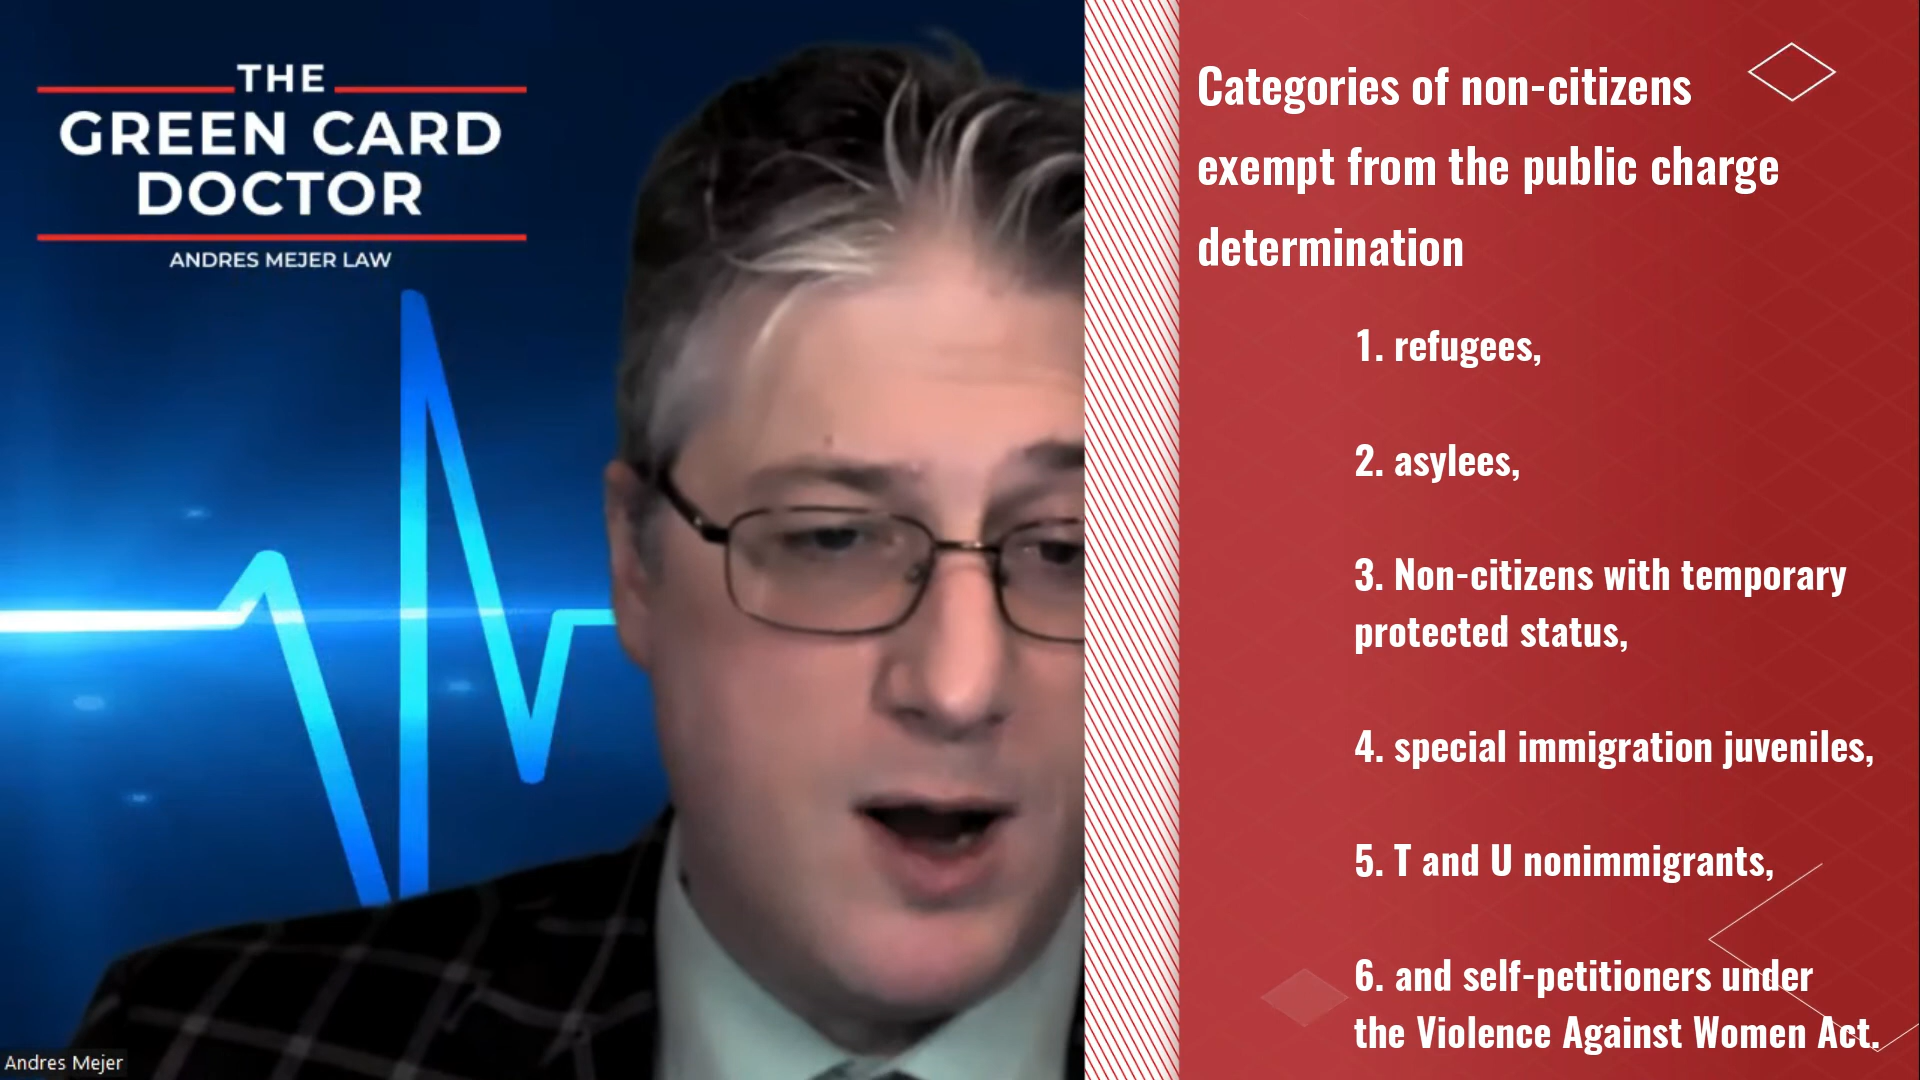 THE
GREEN CARD
DOCTOR
ANDRES MEJER LAW
Andres Mejer
Categories of non-citizens
exempt from the public charge
determination
1. refugees,
2. asylees,
3. Non-citizens with temporary
protected status,
4. special immigration juveniles,
5. T and U nonimmigrants,
6. and self-petitioners under
the Violence Against Women Act.